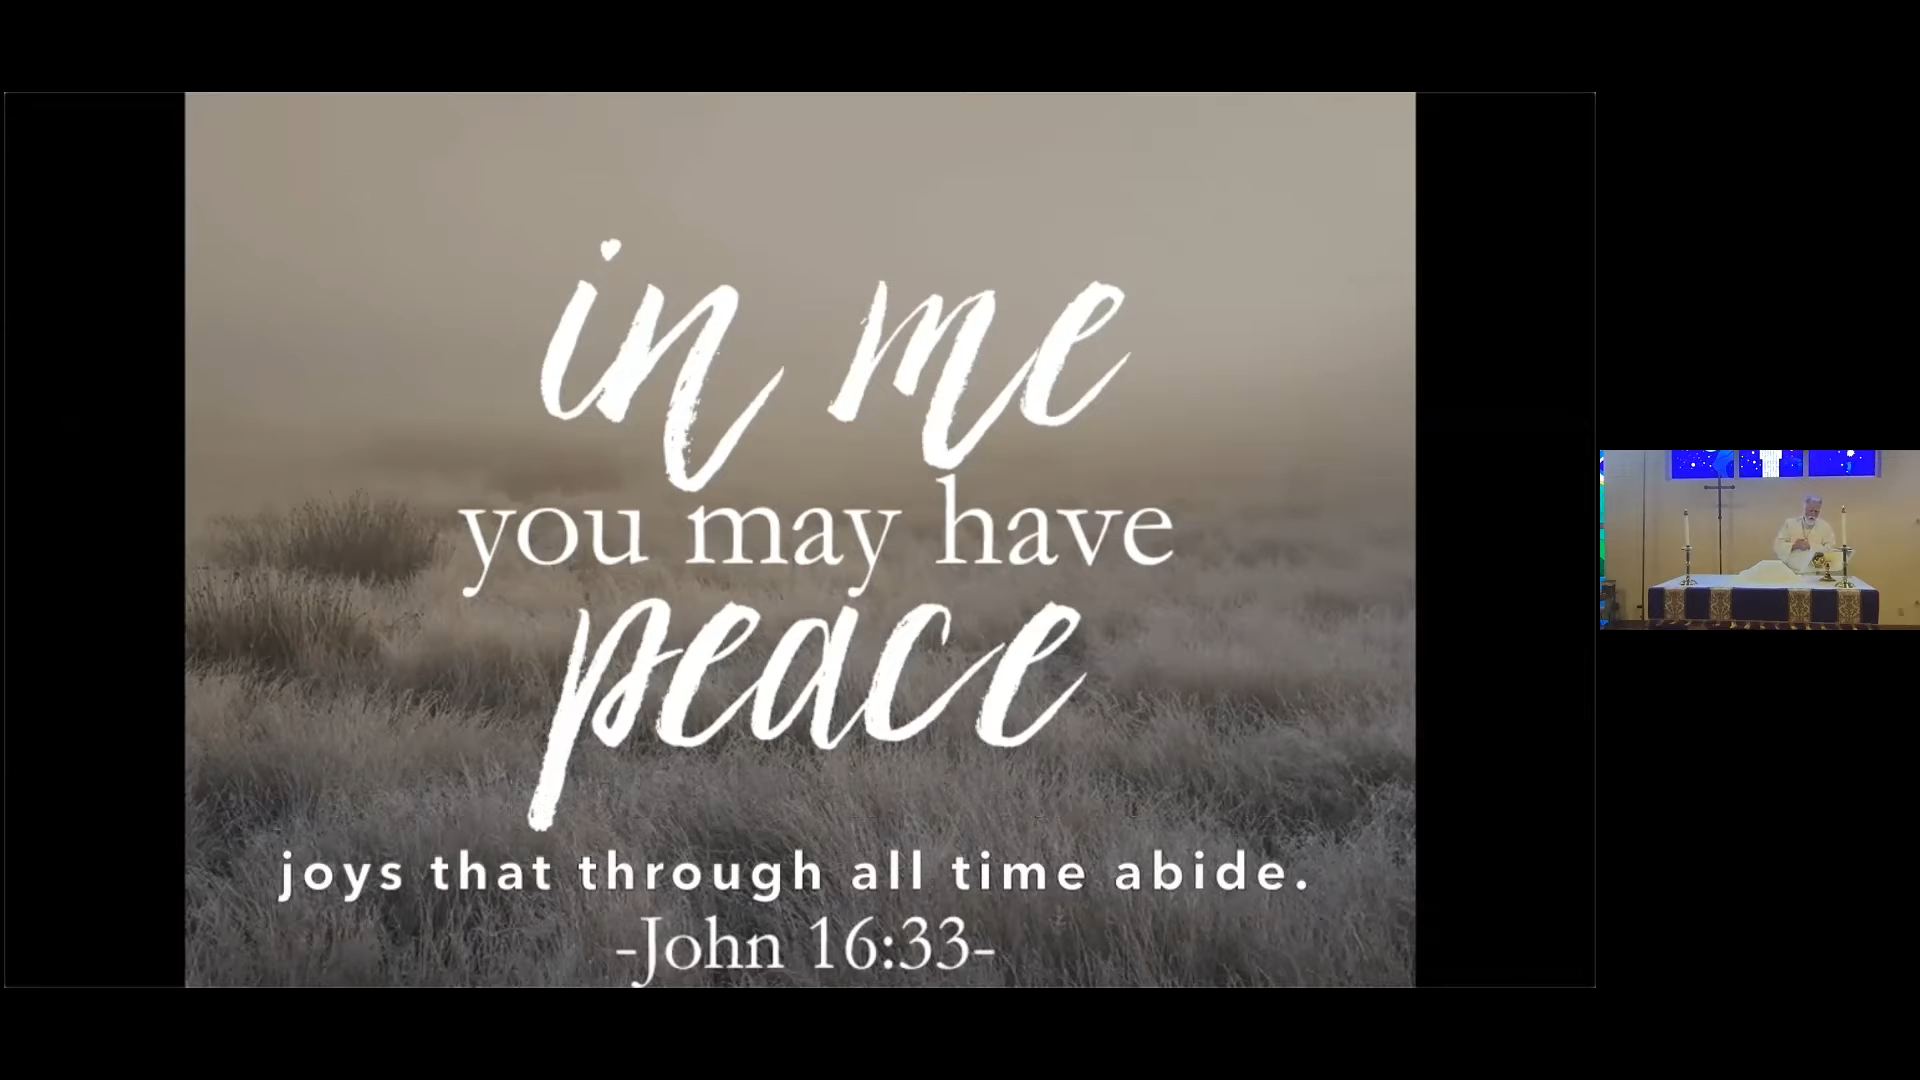 in me
you may have
peace
joys that through all time abide.
-John 16:33-